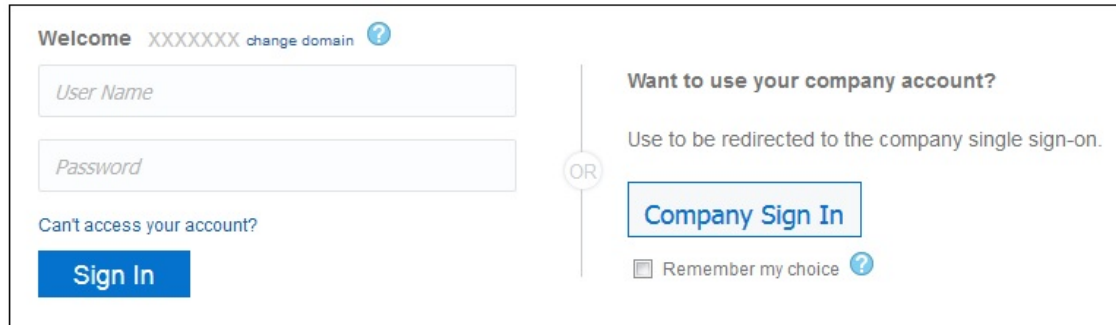 Welcome XXXXXXX change domain ?
User Name
Password
Can't access your account?
Sign In
OR
Want to use your company account?
Use to be redirected to the company single sign-on.
Company Sign In
Remember my choice ?